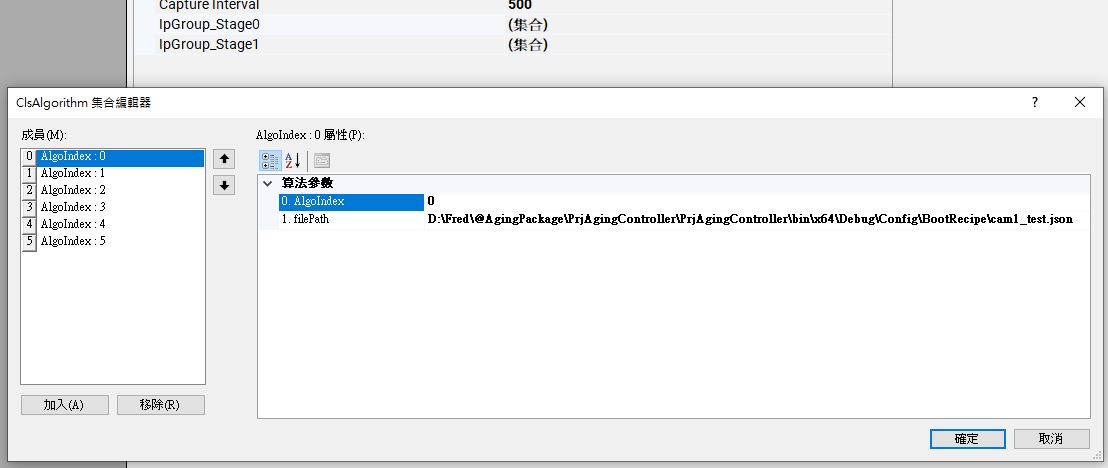 Capture Interval 500
IpGroup_Stage0 (集合)
IpGroup_Stage1 (集合)
ClsAlgorithm 集合編輯器
?
成員(M):
AlgoIndex : 0 屬性(P):
0 AlgoIndex : 0
1 AlgoIndex : 1
2 AlgoIndex : 2
3 AlgoIndex : 3
4 AlgoIndex : 4
5 AlgoIndex : 5
算法參數
0. AlgoIndex 0
1. filePath D:\Fred\@AgingPackage\PrjAgingController\PrjAgingController\bin\x64\Debug\Config\BootRecipe\cam1_test.json
加入(A) 移除(R)
確定 取消